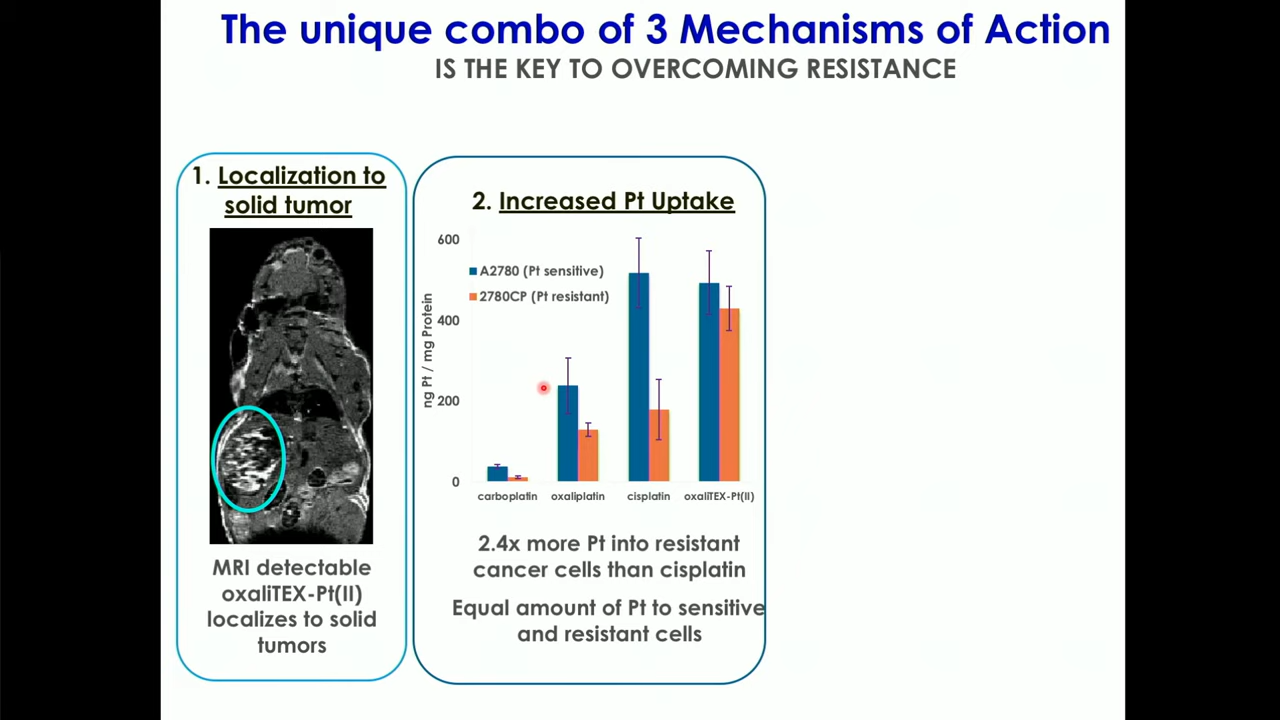 The unique combo of 3 Mechanisms of Action
IS THE KEY TO OVERCOMING RESISTANCE
1. Localization to
solid tumor
MRI detectable
oxaliTEX-Pt(II)
localizes to solid
tumors
2. Increased Pt Uptake
ng Pt / mg Protein
600
400
200
0
A2780 (Pt sensitive)
2780CP (Pt resistant)
carboplatin
oxaliplatin
cisplatin
oxaliTEX-Pt(II)
2.4x more Pt into resistant
cancer cells than cisplatin
Equal amount of Pt to sensitive
and resistant cells